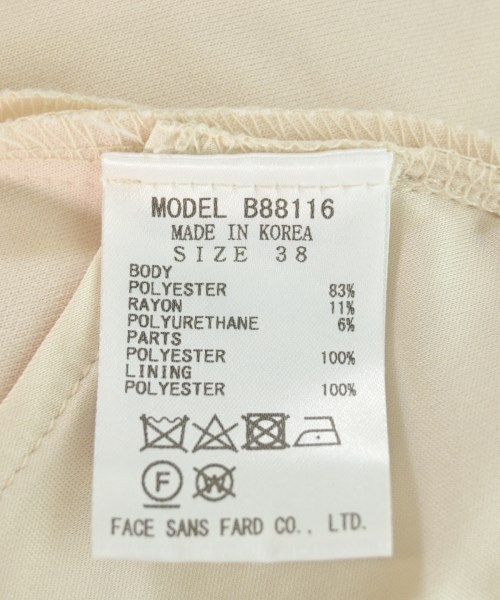 MODEL B88116
MADE IN KOREA
SIZE 38
BODY
POLYESTER 83%
RAYON 11%
POLYURETHANE 6%
PARTS
POLYESTER 100%
LINING
POLYESTER 100%
F W
FACE SANS FARD CO., LTD.